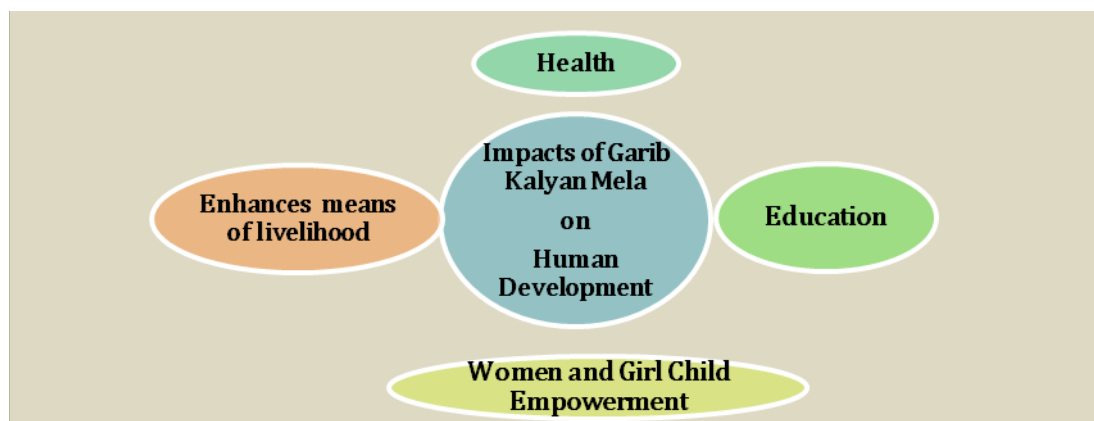 Health
Impacts of Garib
Kalyan Mela
on
Human
Development
Enhances means
of livelihood
Education
Women and Girl Child
Empowerment